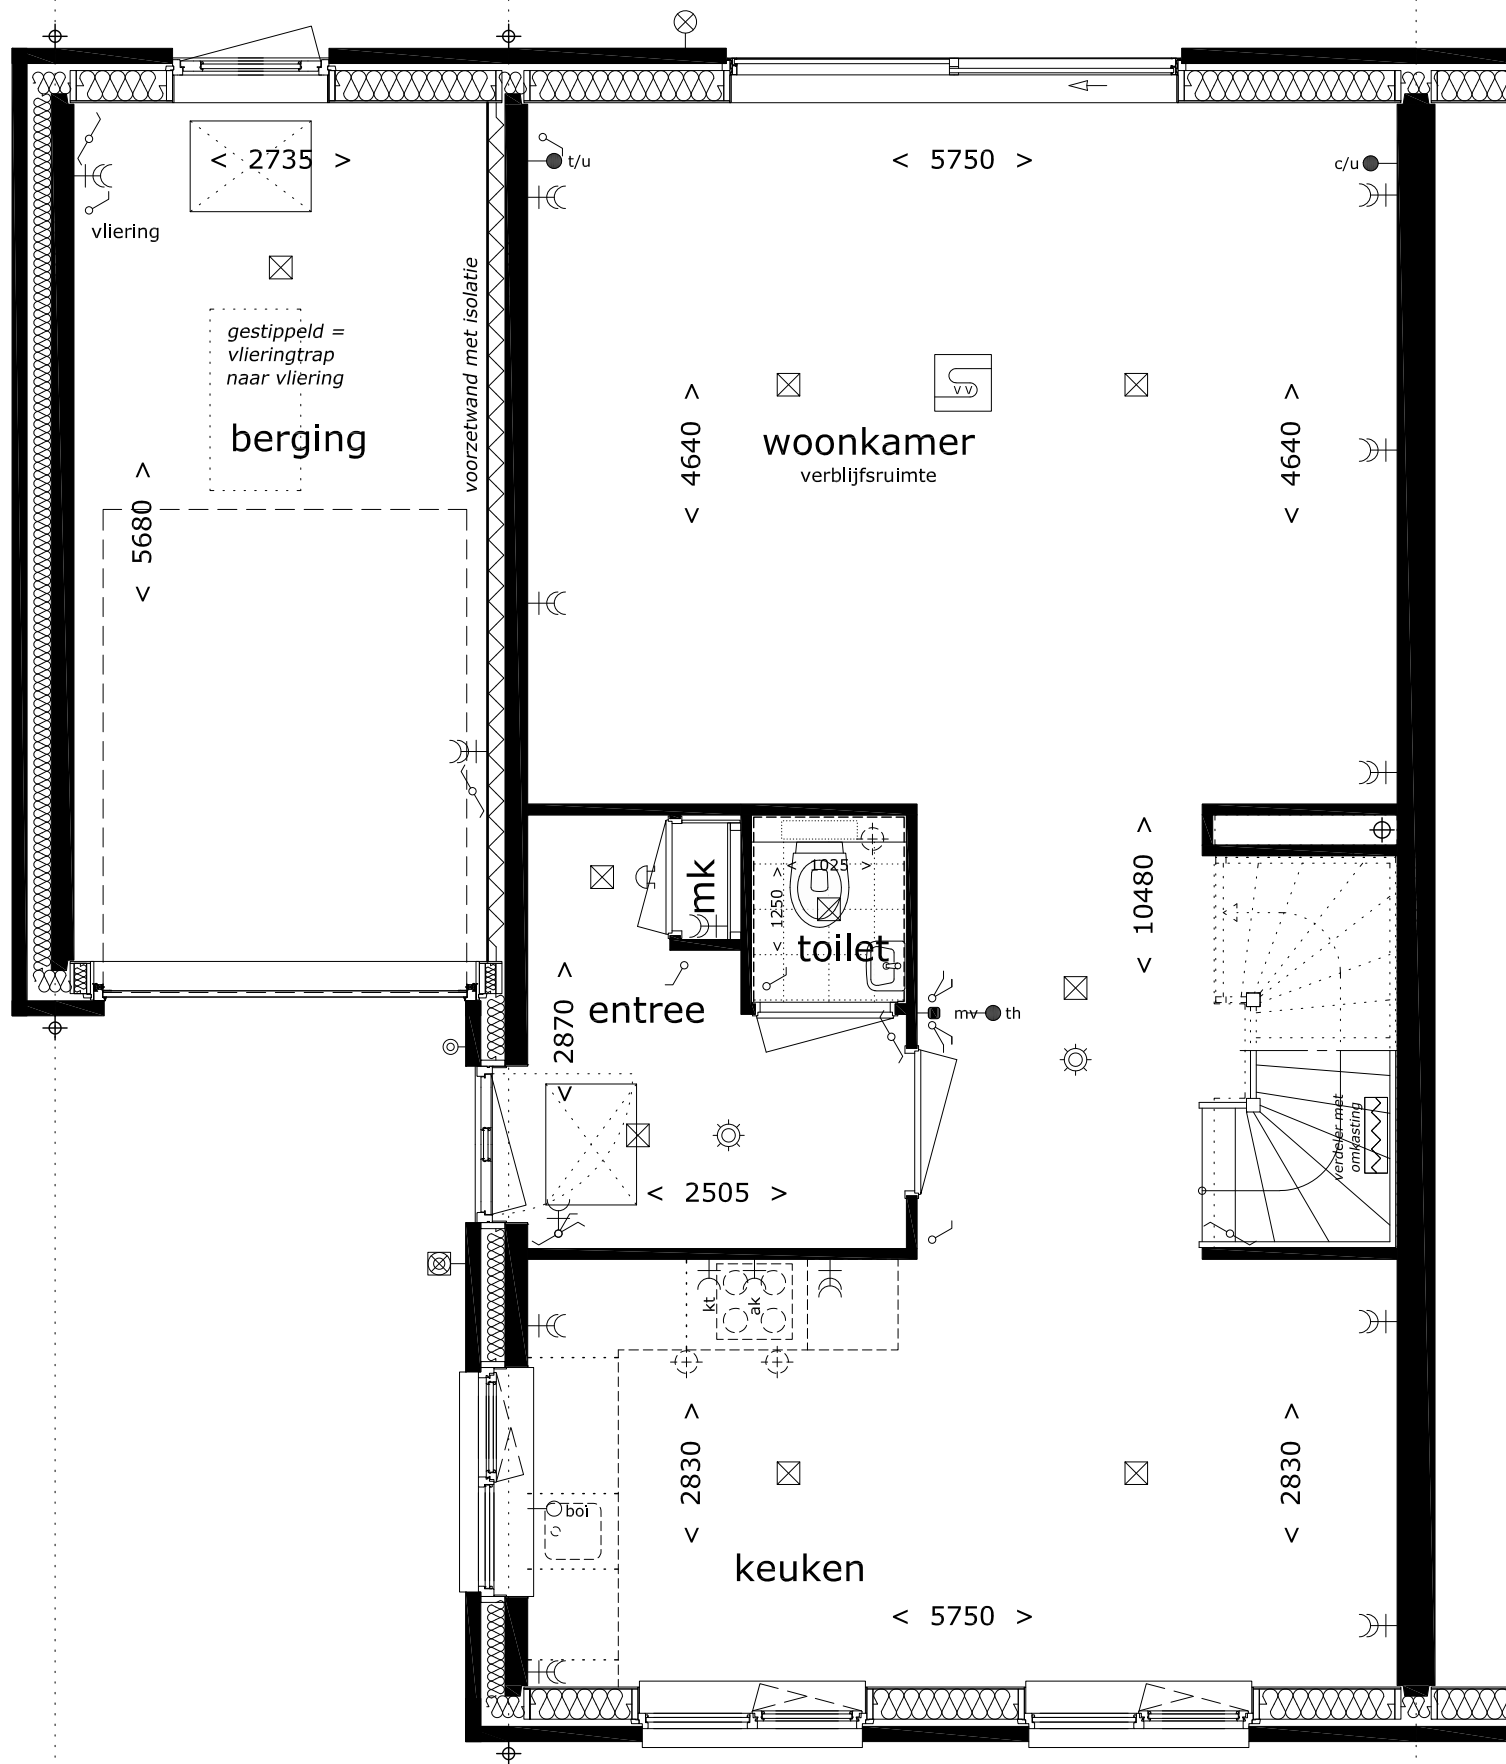 < 2735 >
t/u
< 5750 >
c/u
vliering
voorzetwand met isolatie
gestippeld =
vlieringtrap
naar vliering
berging
< 5680 >
< 4640 >
vv
woonkamer
verblijfsruimte
< 4640 >
mk
< 1025 >
< 1250 >
toilet
< 10480 >
entree
< 2870 >
mv
th
verdeler met
omkasting
< 2505 >
kt
ak
< 2830 >
< 2830 >
boi
keuken
< 5750 >